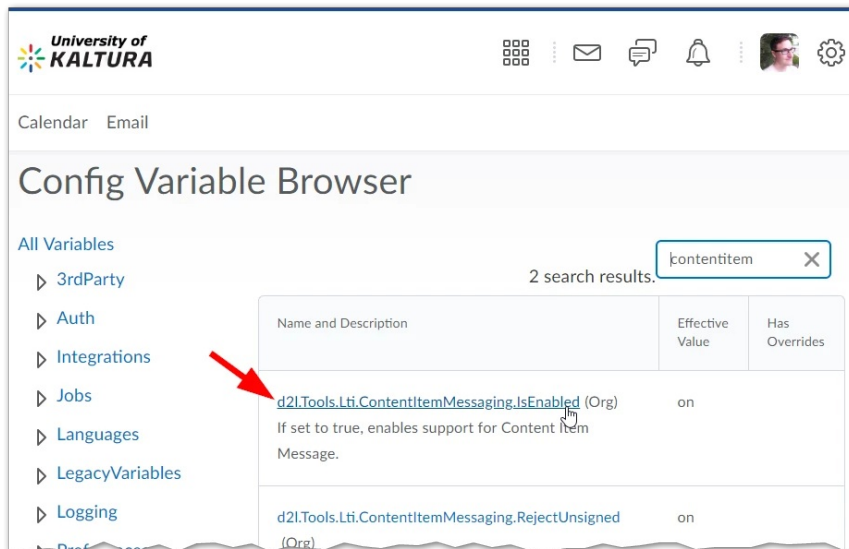 University of
KALTURA
Calendar Email
Config Variable Browser
All Variables
3rdParty
Auth
Integrations
Jobs
Languages
LegacyVariables
Logging
contentitem
2 search results.
Name and Description
Effective
Value
Has
Overrides
d2l.Tools.Lti.ContentItemMessaging.IsEnabled (Org)
on
If set to true, enables support for Content Item
Message.
d2l.Tools.Lti.ContentItemMessaging.RejectUnsigned
on
(Org)